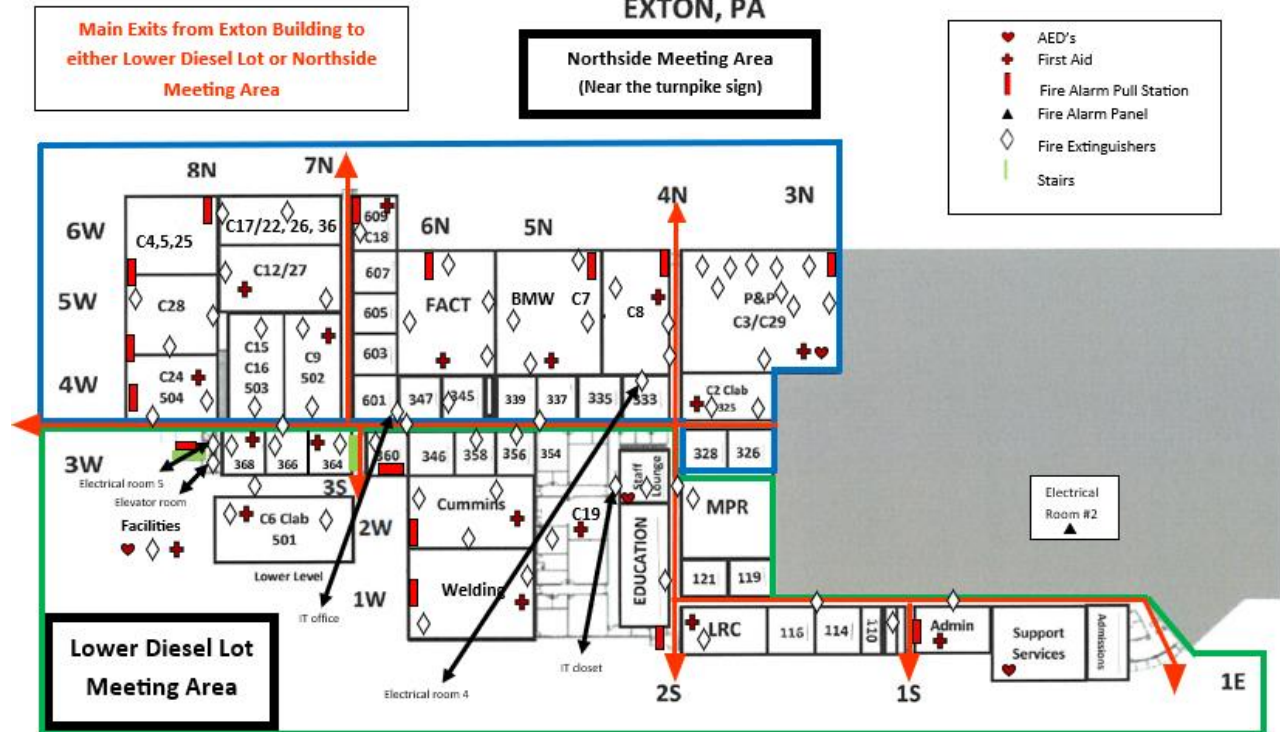 EXTON, PA
Main Exits from Exton Building to
either Lower Diesel Lot or Northside
Meeting Area
Northside Meeting Area
(Near the turnpike sign)
AED's
First Aid
Fire Alarm Pull Station
Fire Alarm Panel
Fire Extinguishers
Stairs
8N
7N
4N
3N
6N
5N
6W
5W
4W
3W
2W
1W
C4,5,25
C17/22, 26, 36
609
C18
C12/27
607
C28
605
FACT
BMW
C7
C8
P&P
C3/C29
C15
C16
503
C9
502
603
C24
504
601
347
345
339
337
335
333
C2 Clab
325
368
366
364
360
346
358
356
354
Staff
Lounge
328
326
Electrical room 5
Elevator room
3S
Facilities
C6 Clab
501
Lower Level
Cummins
C19
MPR
Electrical
Room #2
EDUCATION
121
119
Welding
IT office
LRC
116
114
110
Admin
Support
Services
Admissions
Lower Diesel Lot
Meeting Area
IT closet
Electrical room 4
2S
1S
1E